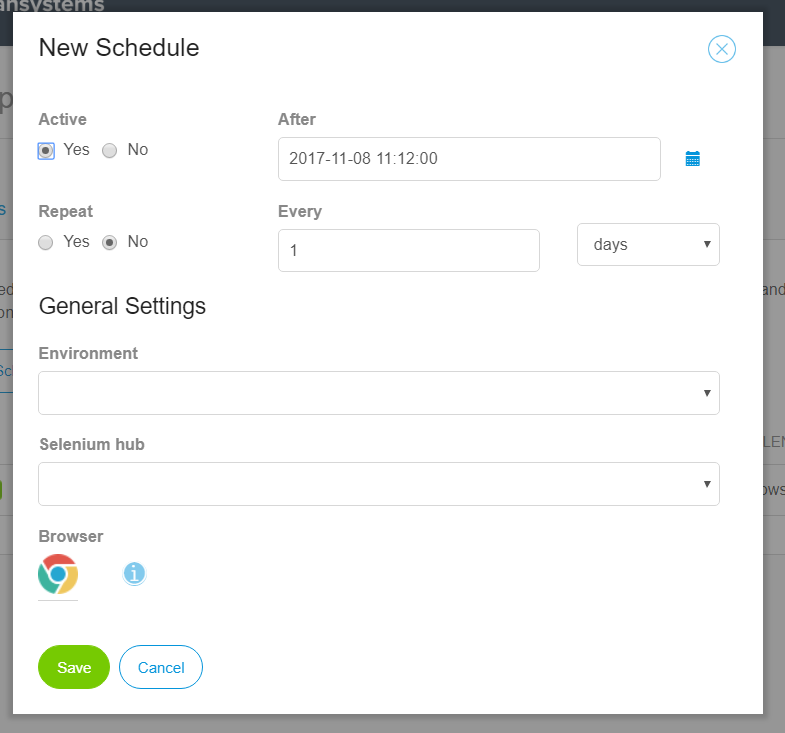 ansystems
New Schedule
Active
After
Yes No
2017-11-08 11:12:00
Repeat
Every
Yes No
1
days
General Settings
Environment
Selenium hub
Browser
i
Save
Cancel